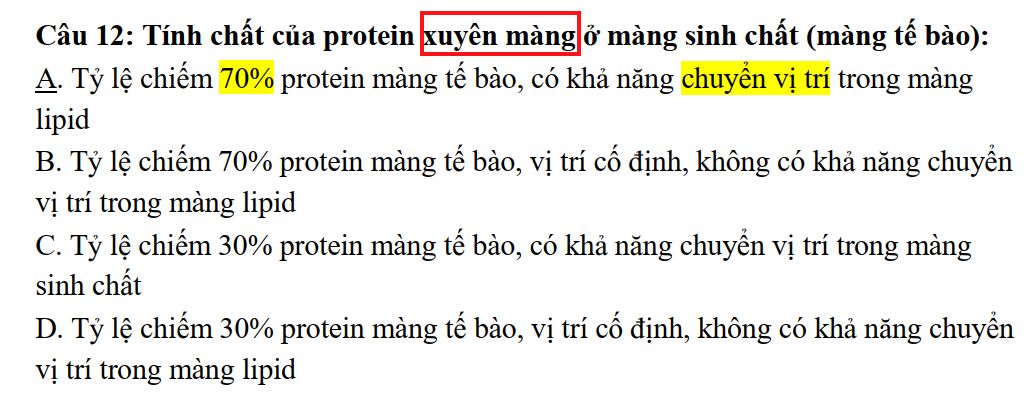 Câu 12: Tính chất của protein xuyên màng ở màng sinh chất (màng tế bào):
A. Tỷ lệ chiếm 70% protein màng tế bào, có khả năng chuyển vị trí trong màng
lipid
B. Tỷ lệ chiếm 70% protein màng tế bào, vị trí cố định, không có khả năng chuyển
vị trí trong màng lipid
C. Tỷ lệ chiếm 30% protein màng tế bào, có khả năng chuyển vị trí trong màng
sinh chất
D. Tỷ lệ chiếm 30% protein màng tế bào, vị trí cố định, không có khả năng chuyển
vị trí trong màng lipid